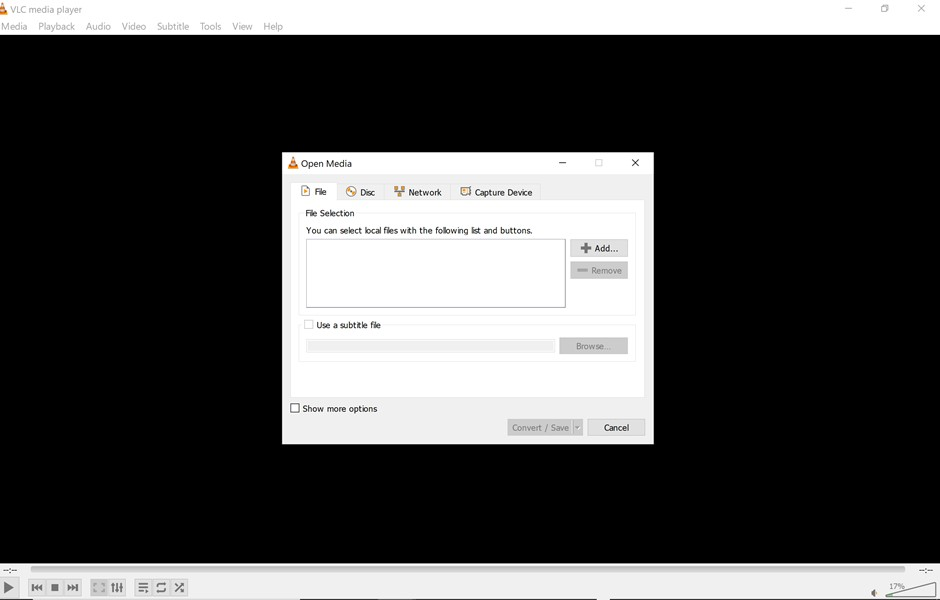 VLC media player
Media Playback Audio Video Subtitle Tools View Help
Open Media
File Disc Network Capture Device
File Selection
You can select local files with the following list and buttons.
Add...
Remove
Use a subtitle file
Browse...
Show more options
Convert / Save Cancel
--:-- --:--
17%